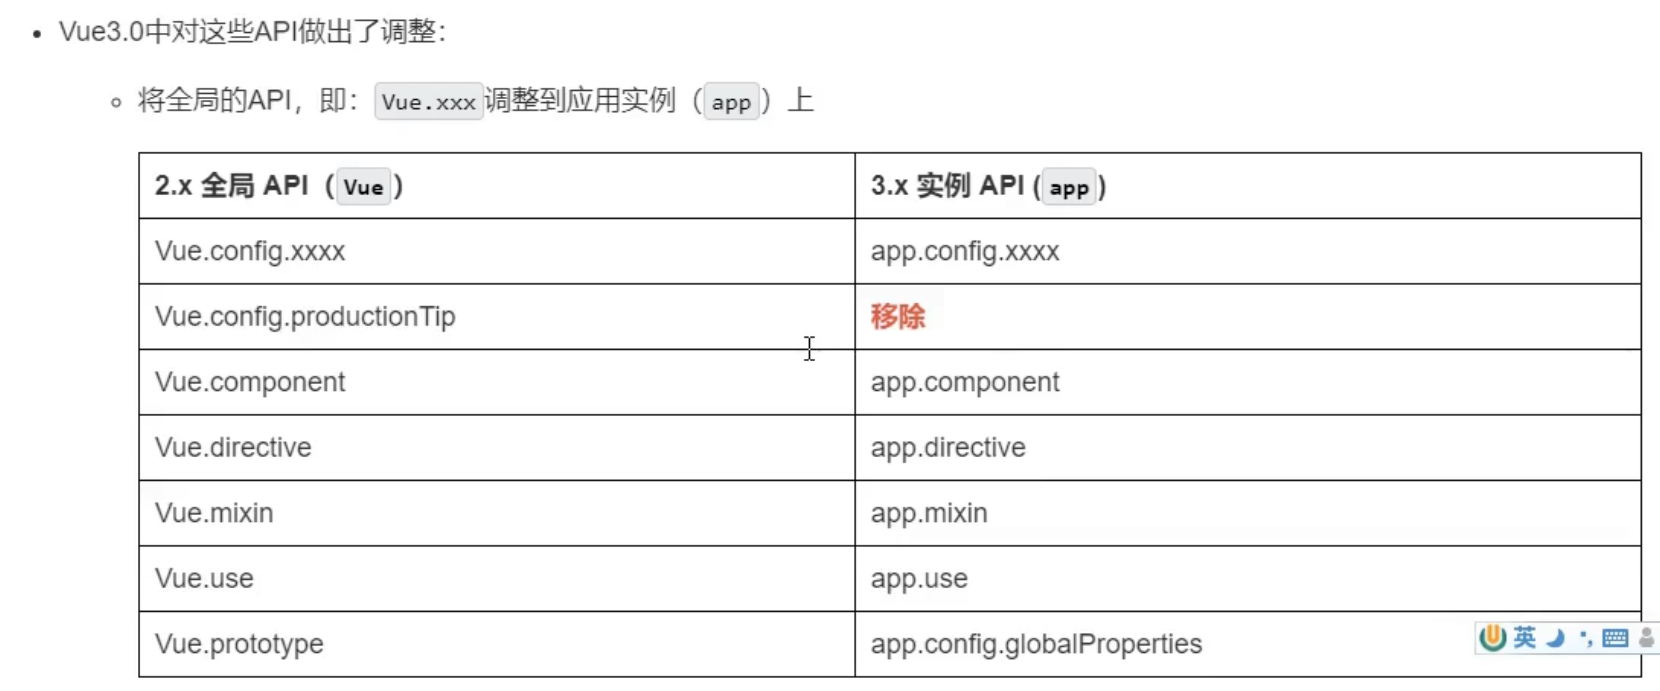 Vue3.0中对这些API做出了调整：
将全局的API，即：Vue.xxx调整到应用实例（app）上
2.x 全局 API（Vue）
3.x 实例 API (app)
Vue.config.xxxx
app.config.xxxx
Vue.config.productionTip
移除
Vue.component
app.component
Vue.directive
app.directive
Vue.mixin
app.mixin
Vue.use
app.use
Vue.prototype
app.config.globalProperties
英